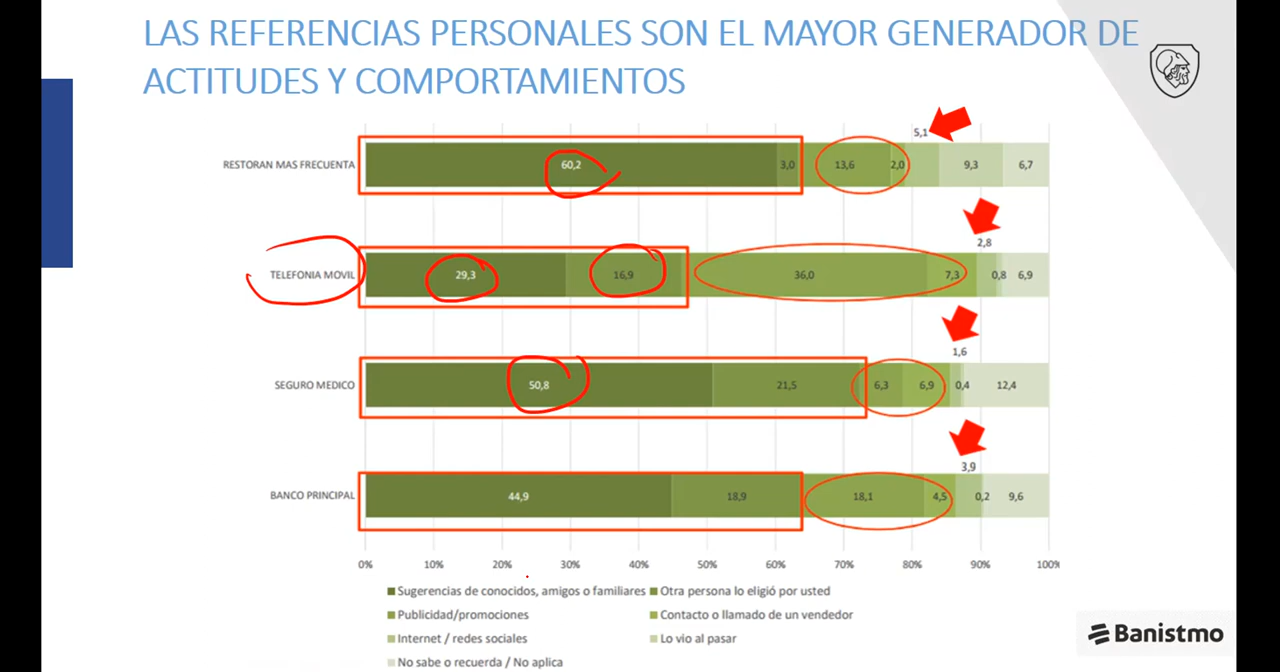 LAS REFERENCIAS PERSONALES SON EL MAYOR GENERADOR DE
ACTITUDES Y COMPORTAMIENTOS
5,1
RESTORAN MAS FRECUENTA 60,2 3,0 13,6 2,0 9,3 6,7
2,8
TELEFONIA MOVIL 29,3 16,9 36,0 7,3 0,8 6,9
1,6
SEGURO MEDICO 50,8 21,5 6,3 6,9 0,4 12,4
3,9
BANCO PRINCIPAL 44,9 18,9 18,1 4,5 0,2 9,6
0% 10% 20% 30% 40% 50% 60% 70% 80% 90% 100%
Sugerencias de conocidos, amigos o familiares Otra persona lo eligió por usted
Publicidad/promociones Contacto o llamado de un vendedor
Internet / redes sociales Lo vio al pasar
No sabe o recuerda / No aplica
Banistmo